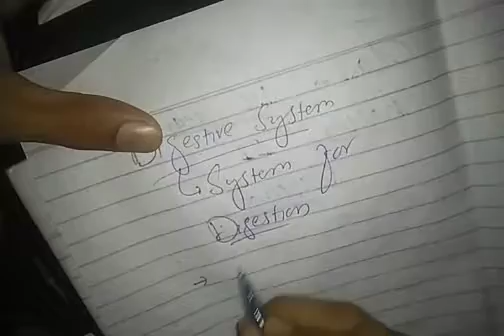 Digestive System
↳ System for
Digestion
→